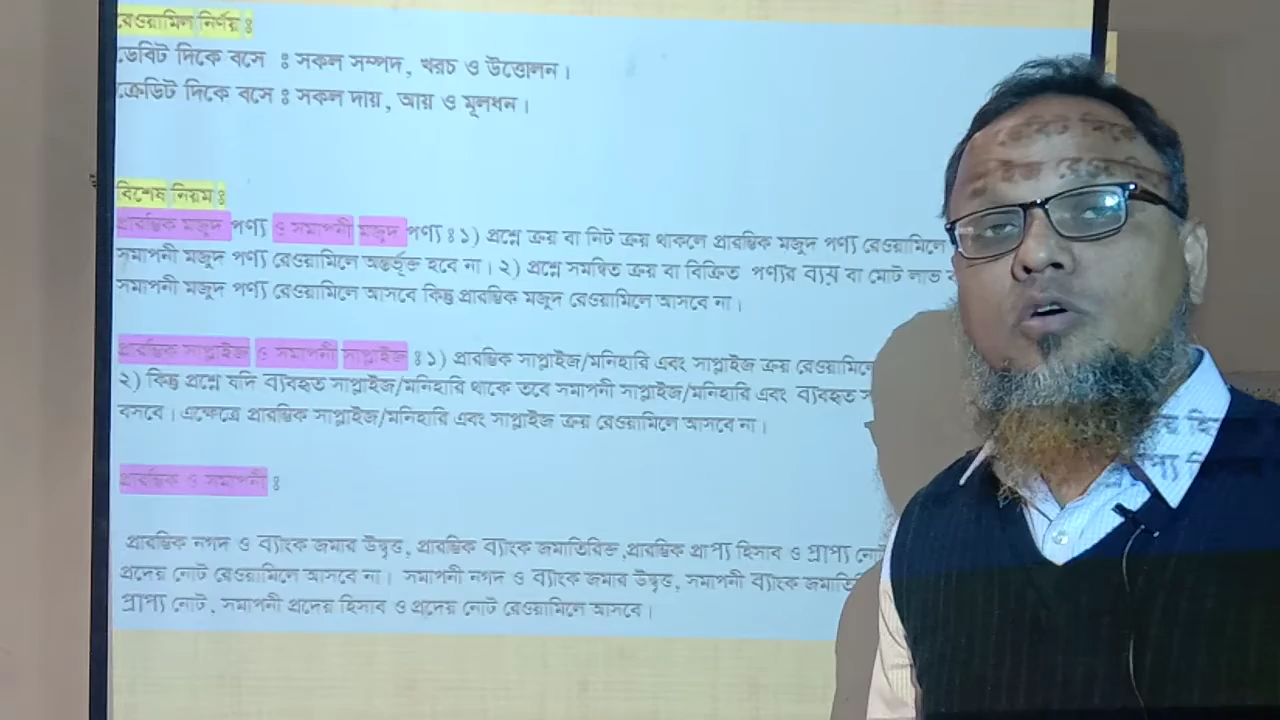 রেওয়ামিল নির্ণয় ঃ
ডেবিট দিকে বসে ঃ সকল সম্পদ, খরচ ও উত্তোলন।
ক্রেডিট দিকে বসে ঃ সকল দায়, আয় ও মূলধন।
বিশেষ নিয়ম ঃ
প্রারম্ভিক মজুদ পণ্য ও সমাপনী মজুদ পণ্য ঃ ১) প্রশ্নে ক্রয় বা নিট ক্রয় থাকলে প্রারম্ভিক মজুদ পণ্য রেওয়ামিলে
সমাপনী মজুদ পণ্য রেওয়ামিলে অন্তর্ভূক্ত হবে না। ২) প্রশ্নে সমন্বিত ক্রয় বা বিক্রিত পণ্যর ব্যয় বা মোট লাভ
সমাপনী মজুদ পণ্য রেওয়ামিলে আসবে কিন্তু প্রারম্ভিক মজুদ রেওয়ামিলে আসবে না।
প্রারম্ভিক সাপ্লাইজ ও সমাপনী সাপ্লাইজ ঃ ১) প্রারম্ভিক সাপ্লাইজ/মনিহারি এবং সাপ্লাইজ ক্রয় রেওয়ামিলে
২) কিন্তু প্রশ্নে যদি ব্যবহৃত সাপ্লাইজ/মনিহারি থাকে তবে সমাপনী সাপ্লাইজ/মনিহারি এবং ব্যবহৃত
বসবে। এক্ষেত্রে প্রারম্ভিক সাপ্লাইজ/মনিহারি এবং সাপ্লাইজ ক্রয় রেওয়ামিলে আসবে না।
প্রারম্ভিক ও সমাপনী ঃ
প্রারম্ভিক নগদ ও ব্যাংক জমার উদ্বৃত্ত, প্রারম্ভিক ব্যাংক জমাতিরিক্ত,প্রারম্ভিক প্রাপ্য হিসাব ও প্রাপ্য
প্রদেয় নোট রেওয়ামিলে আসবে না। সমাপনী নগদ ও ব্যাংক জমার উদ্বৃত্ত, সমাপনী ব্যাংক
প্রাপ্য নোট, সমাপনী প্রদেয় হিসাব ও প্রদেয় নোট রেওয়ামিলে আসবে।